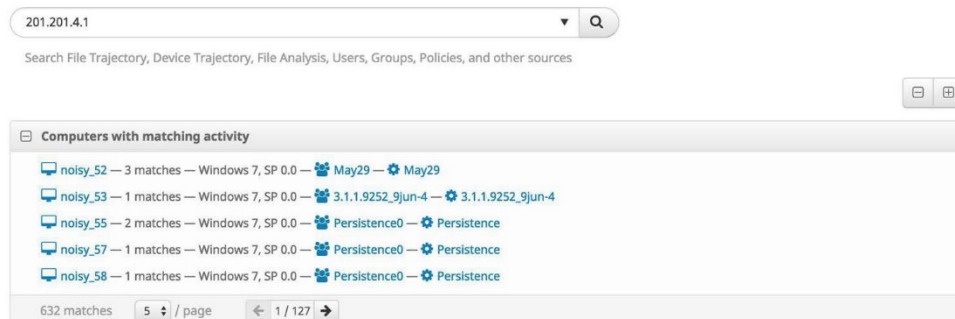 201.201.4.1
Search File Trajectory, Device Trajectory, File Analysis, Users, Groups, Policies, and other sources
Computers with matching activity
noisy_52 — 3 matches — Windows 7, SP 0.0 — May29 — May29
noisy_53 — 1 matches — Windows 7, SP 0.0 — 3.1.1.9252_9jun-4 — 3.1.1.9252_9jun-4
noisy_55 — 2 matches — Windows 7, SP 0.0 — Persistence0 — Persistence
noisy_57 — 1 matches — Windows 7, SP 0.0 — Persistence0 — Persistence
noisy_58 — 1 matches — Windows 7, SP 0.0 — Persistence0 — Persistence
632 matches 5 / page 1 / 127